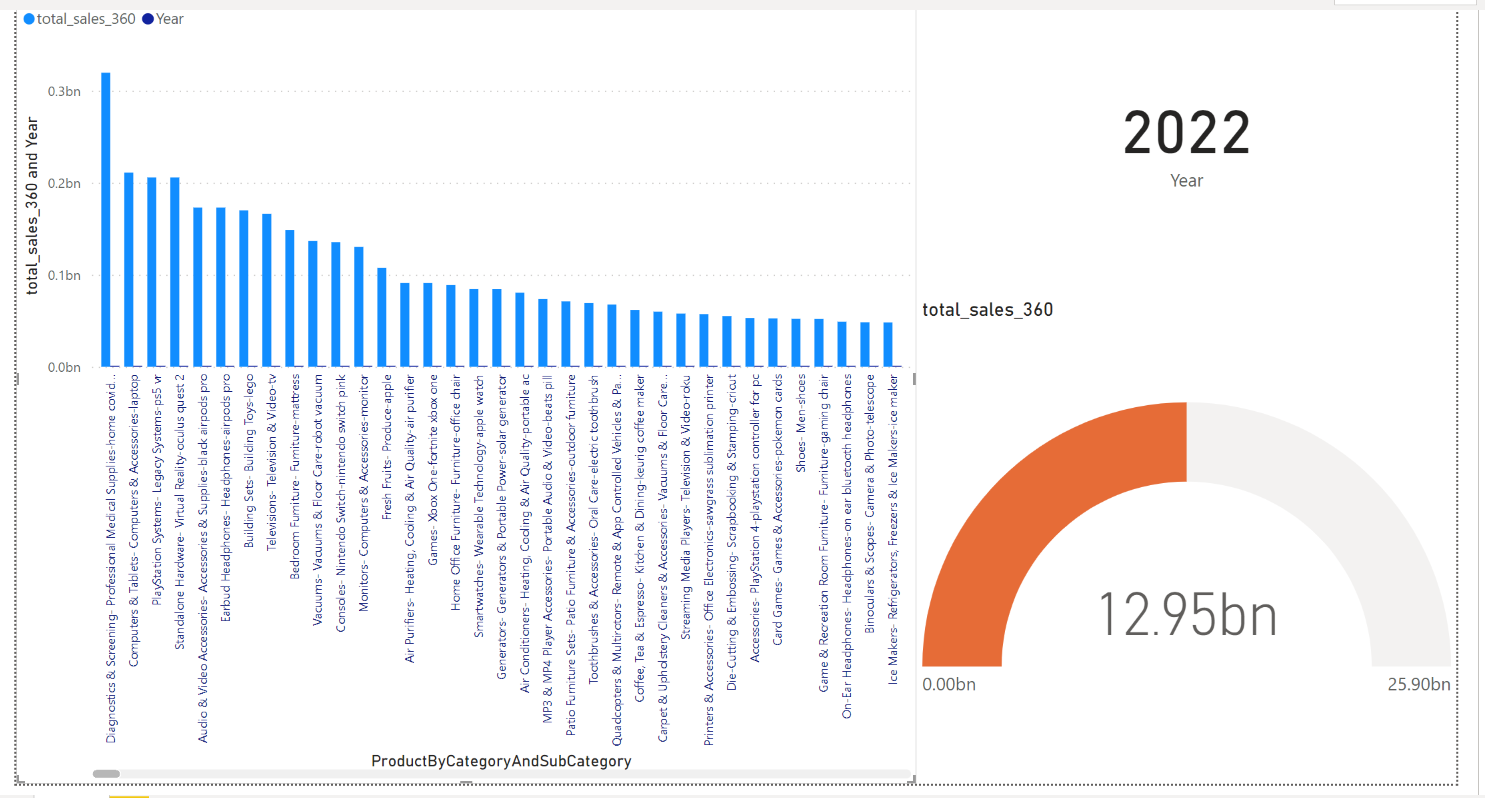 total_sales_360 Year
total_sales_360 and Year
0.3bn
0.2bn
0.1bn
0.0bn
Diagnostics & Screening- Professional Medical Supplies-home covid...
Computers & Tablets- Computers & Accessories-laptop
PlayStation Systems- Legacy Systems-ps5 vr
Standalone Hardware- Virtual Reality-oculus quest 2
Audio & Video Accessories- Accessories & Supplies-black airpods pro
Earbud Headphones- Headphones-airpods pro
Building Sets- Building Toys-lego
Televisions- Television & Video-tv
Bedroom Furniture- Furniture-mattress
Vacuums- Vacuums & Floor Care-robot vacuum
Consoles- Nintendo Switch-nintendo switch pink
Monitors- Computers & Accessories-monitor
Fresh Fruits- Produce-apple
Air Purifiers- Heating, Cooling & Air Quality-air purifier
Games- Xbox One-fortnite xbox one
Home Office Furniture- Furniture-office chair
Smartwatches- Wearable Technology-apple watch
Generators- Generators & Portable Power-solar generator
Air Conditioners- Heating, Cooling & Air Quality-portable ac
MP3 & MP4 Player Accessories- Portable Audio & Video-beats pill
Patio Furniture Sets- Patio Furniture & Accessories-outdoor furniture
Toothbrushes & Accessories- Oral Care-electric toothbrush
Quadcopters & Multirotors- Remote & App Controlled Vehicles & Pa...
Coffee, Tea & Espresso- Kitchen & Dining-keurig coffee maker
Carpet & Upholstery Cleaners & Accessories- Vacuums & Floor Care...
Streaming Media Players- Television & Video-roku
Printers & Accessories- Office Electronics-sawgrass sublimation printer
Die-Cutting & Embossing- Scrapbooking & Stamping-cricut
Accessories- PlayStation 4-playstation controller for pc
Card Games- Games & Accessories-pokemon cards
Shoes- Men-shoes
Game & Recreation Room Furniture- Furniture-gaming chair
On-Ear Headphones- Headphones-on ear bluetooth headphones
Binoculars & Scopes- Camera & Photo-telescope
Ice Makers- Refrigerators, Freezers & Ice Makers-ice maker
ProductByCategoryAndSubCategory
2022
Year
total_sales_360
12.95bn
0.00bn
25.90bn